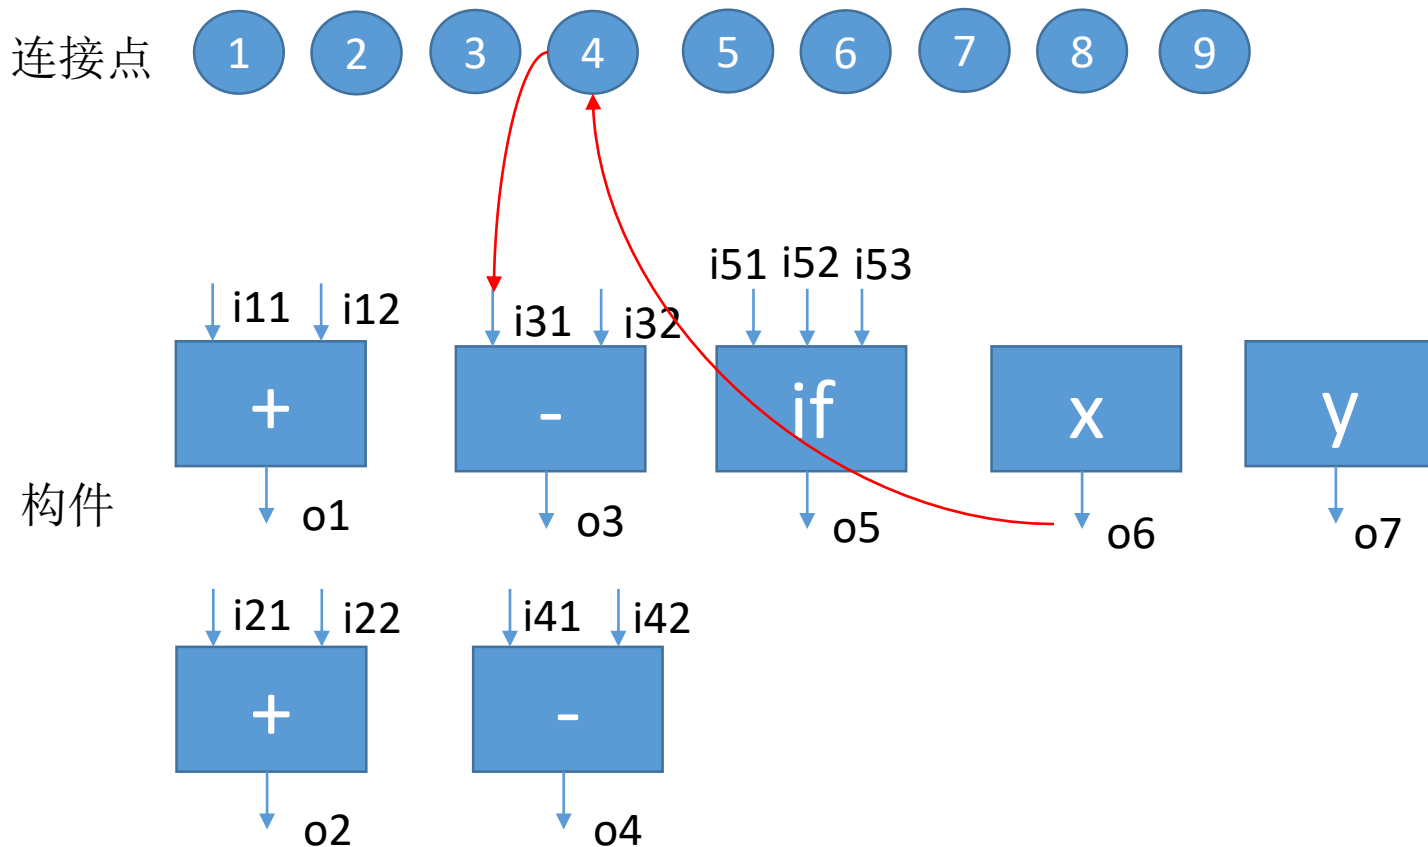 连接点 1 2 3 4 5 6 7 8 9
i51 i52 i53
i11 i12 i31 i32
+ - if x y
构件 o1 o3 o5 o6 o7
i21 i22 i41 i42
+ -
o2 o4